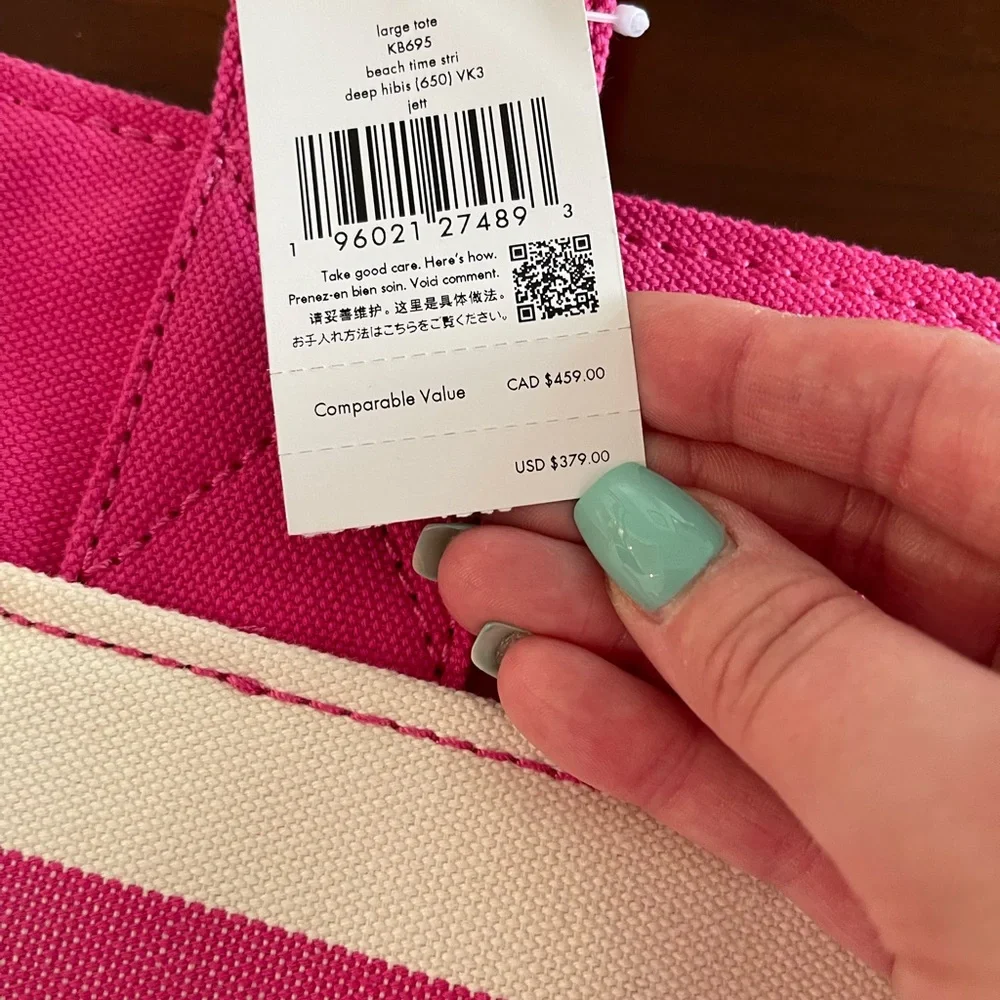 large tote
KB695
beach time stri
deep hibis (650) VK3
jett
1 96021 27489 3
Take good care. Here's how.
Prenez-en bien soin. Voici comment.
请妥善维护。这里是具体做法。
お手入れ方法はこちらをご覧ください。
Comparable Value CAD $459.00
USD $379.00